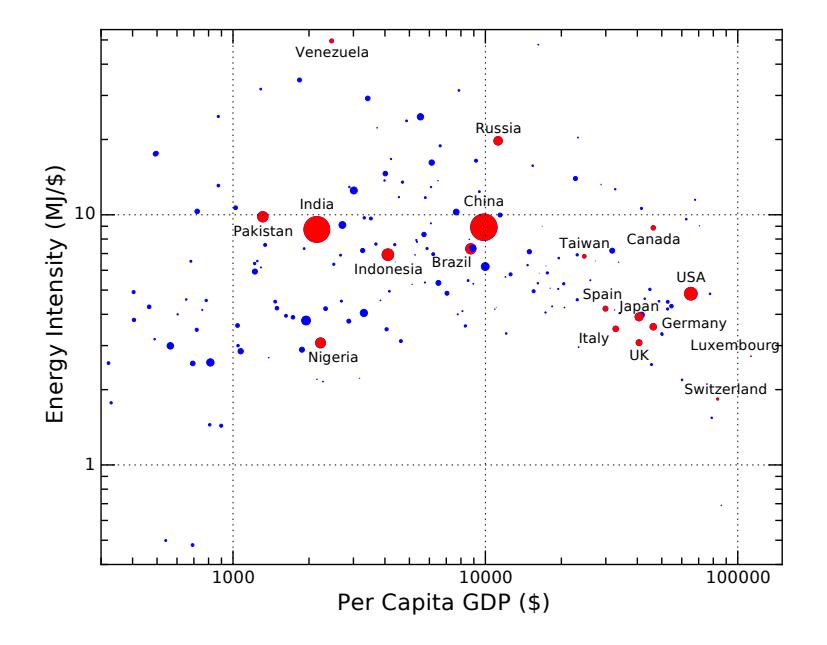 Venezuela
Russia
India
China
Pakistan
Taiwan
Canada
Indonesia
Brazil
USA
Spain
Japan
Germany
Italy
Luxembourg
UK
Nigeria
Switzerland
10
1
Energy Intensity (MJ/$)
1000
10000
100000
Per Capita GDP ($)